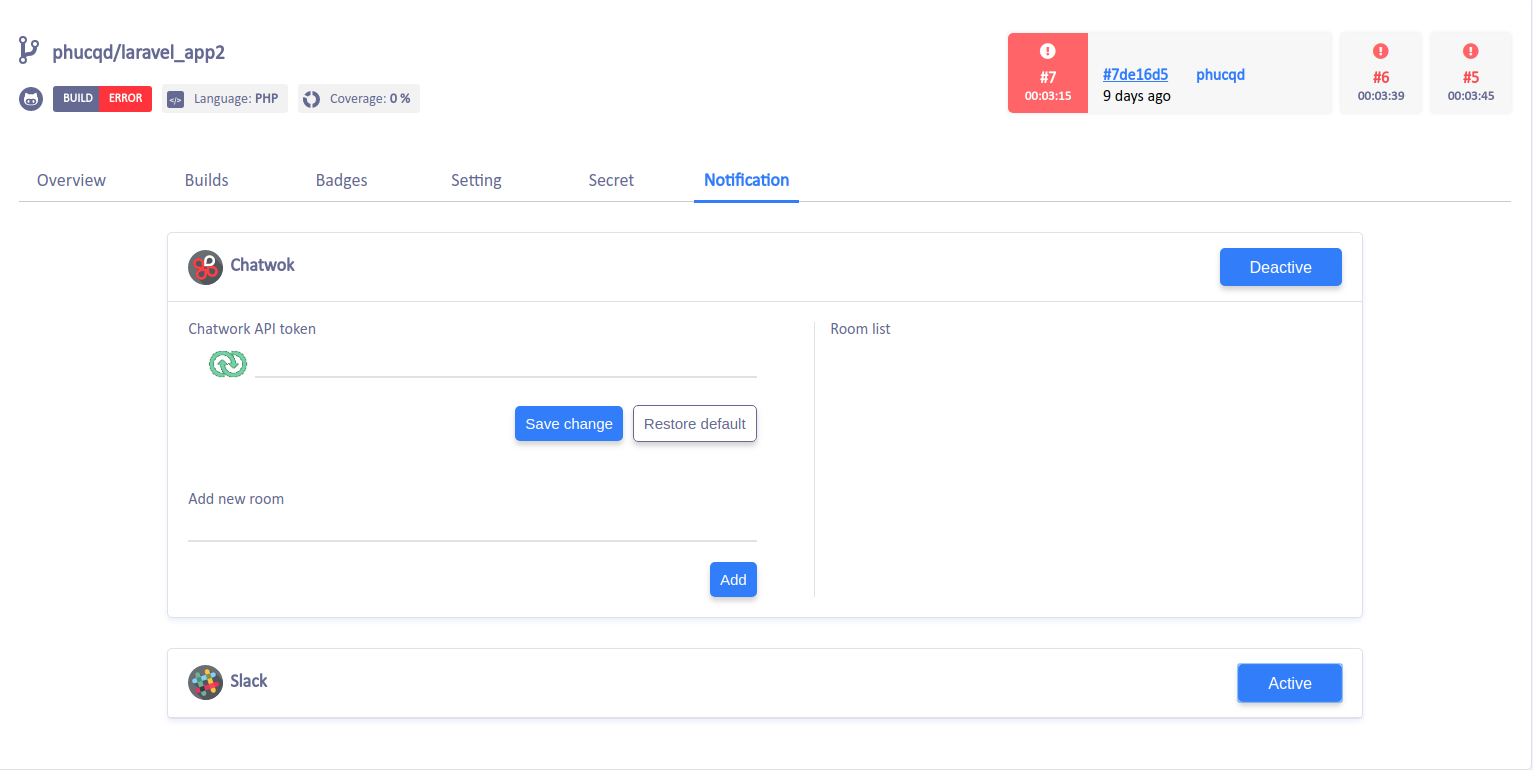 phucqd/laravel_app2
BUILD ERROR
</> Language: PHP
Coverage: 0 %
#7
00:03:15
#7de16d5 phucqd
9 days ago
#6
00:03:39
#5
00:03:45
Overview Builds Badges Setting Secret Notification
Chatwok
Deactive
Chatwork API token
Save change
Restore default
Add new room
Add
Room list
Slack
Active